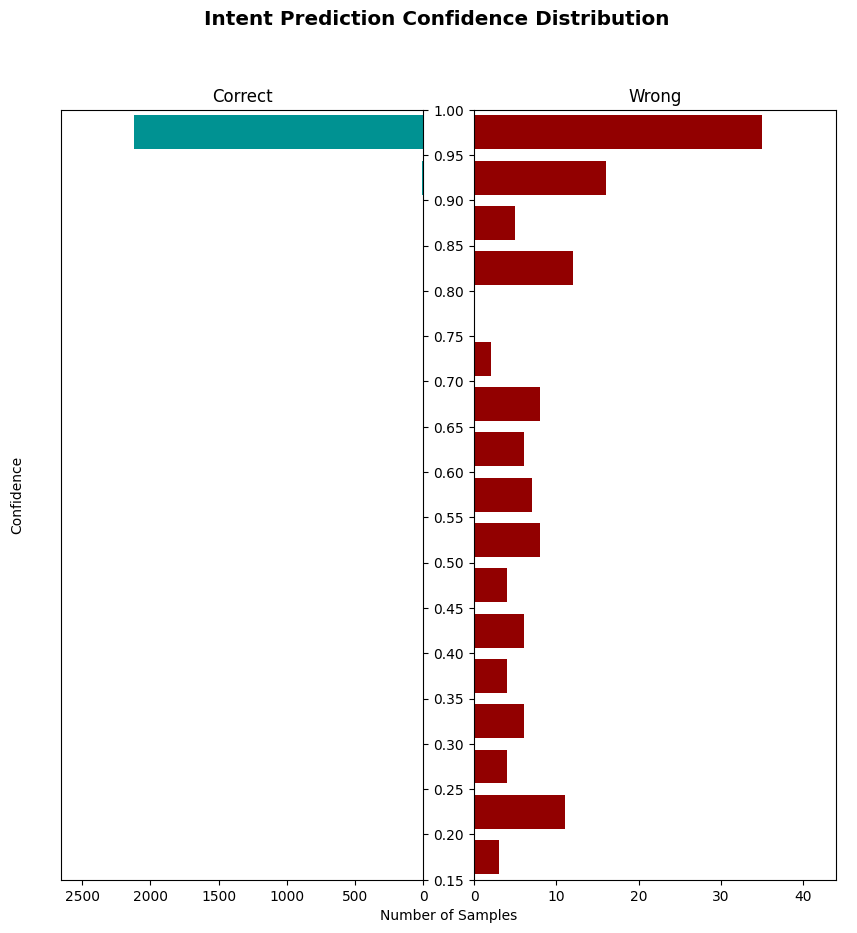 Intent Prediction Confidence Distribution
Correct
Wrong
1.00
0.95
0.90
0.85
0.80
0.75
0.70
0.65
0.60
0.55
0.50
0.45
0.40
0.35
0.30
0.25
0.20
0.15
Confidence
2500 2000 1500 1000 500 0
0 10 20 30 40
Number of Samples